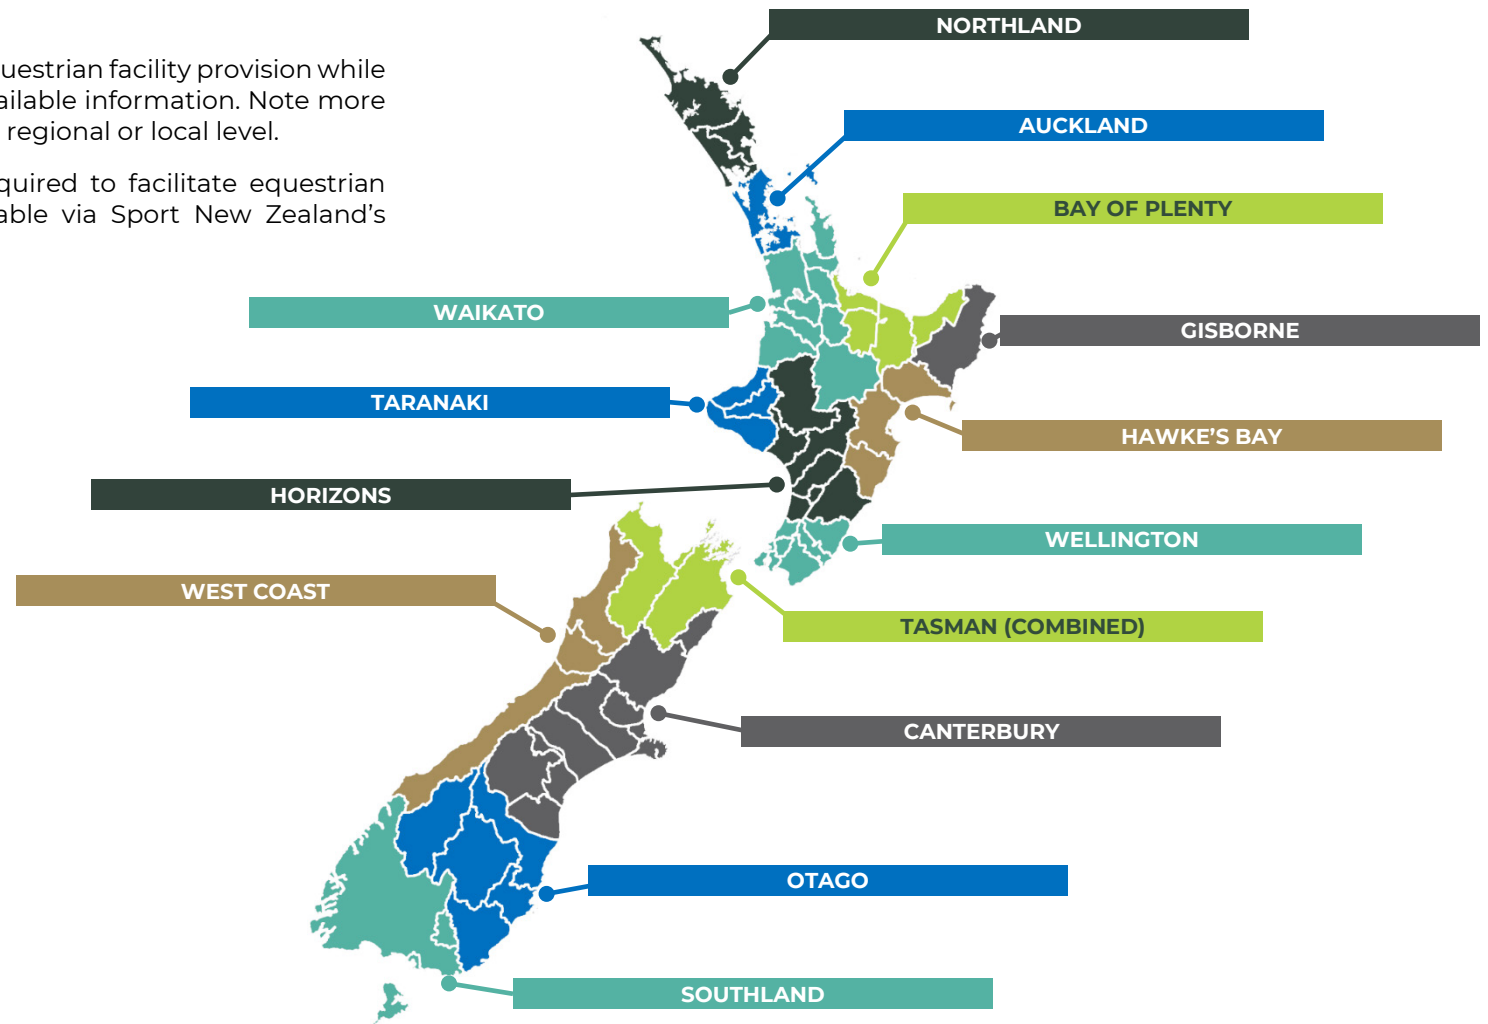 NORTHLAND
questrian facility provision while
ailable information. Note more
regional or local level.
AUCKLAND
quired to facilitate equestrian
able via Sport New Zealand's
BAY OF PLENTY
WAIKATO
GISBORNE
TARANAKI
HAWKE'S BAY
HORIZONS
WELLINGTON
WEST COAST
TASMAN (COMBINED)
CANTERBURY
OTAGO
SOUTHLAND